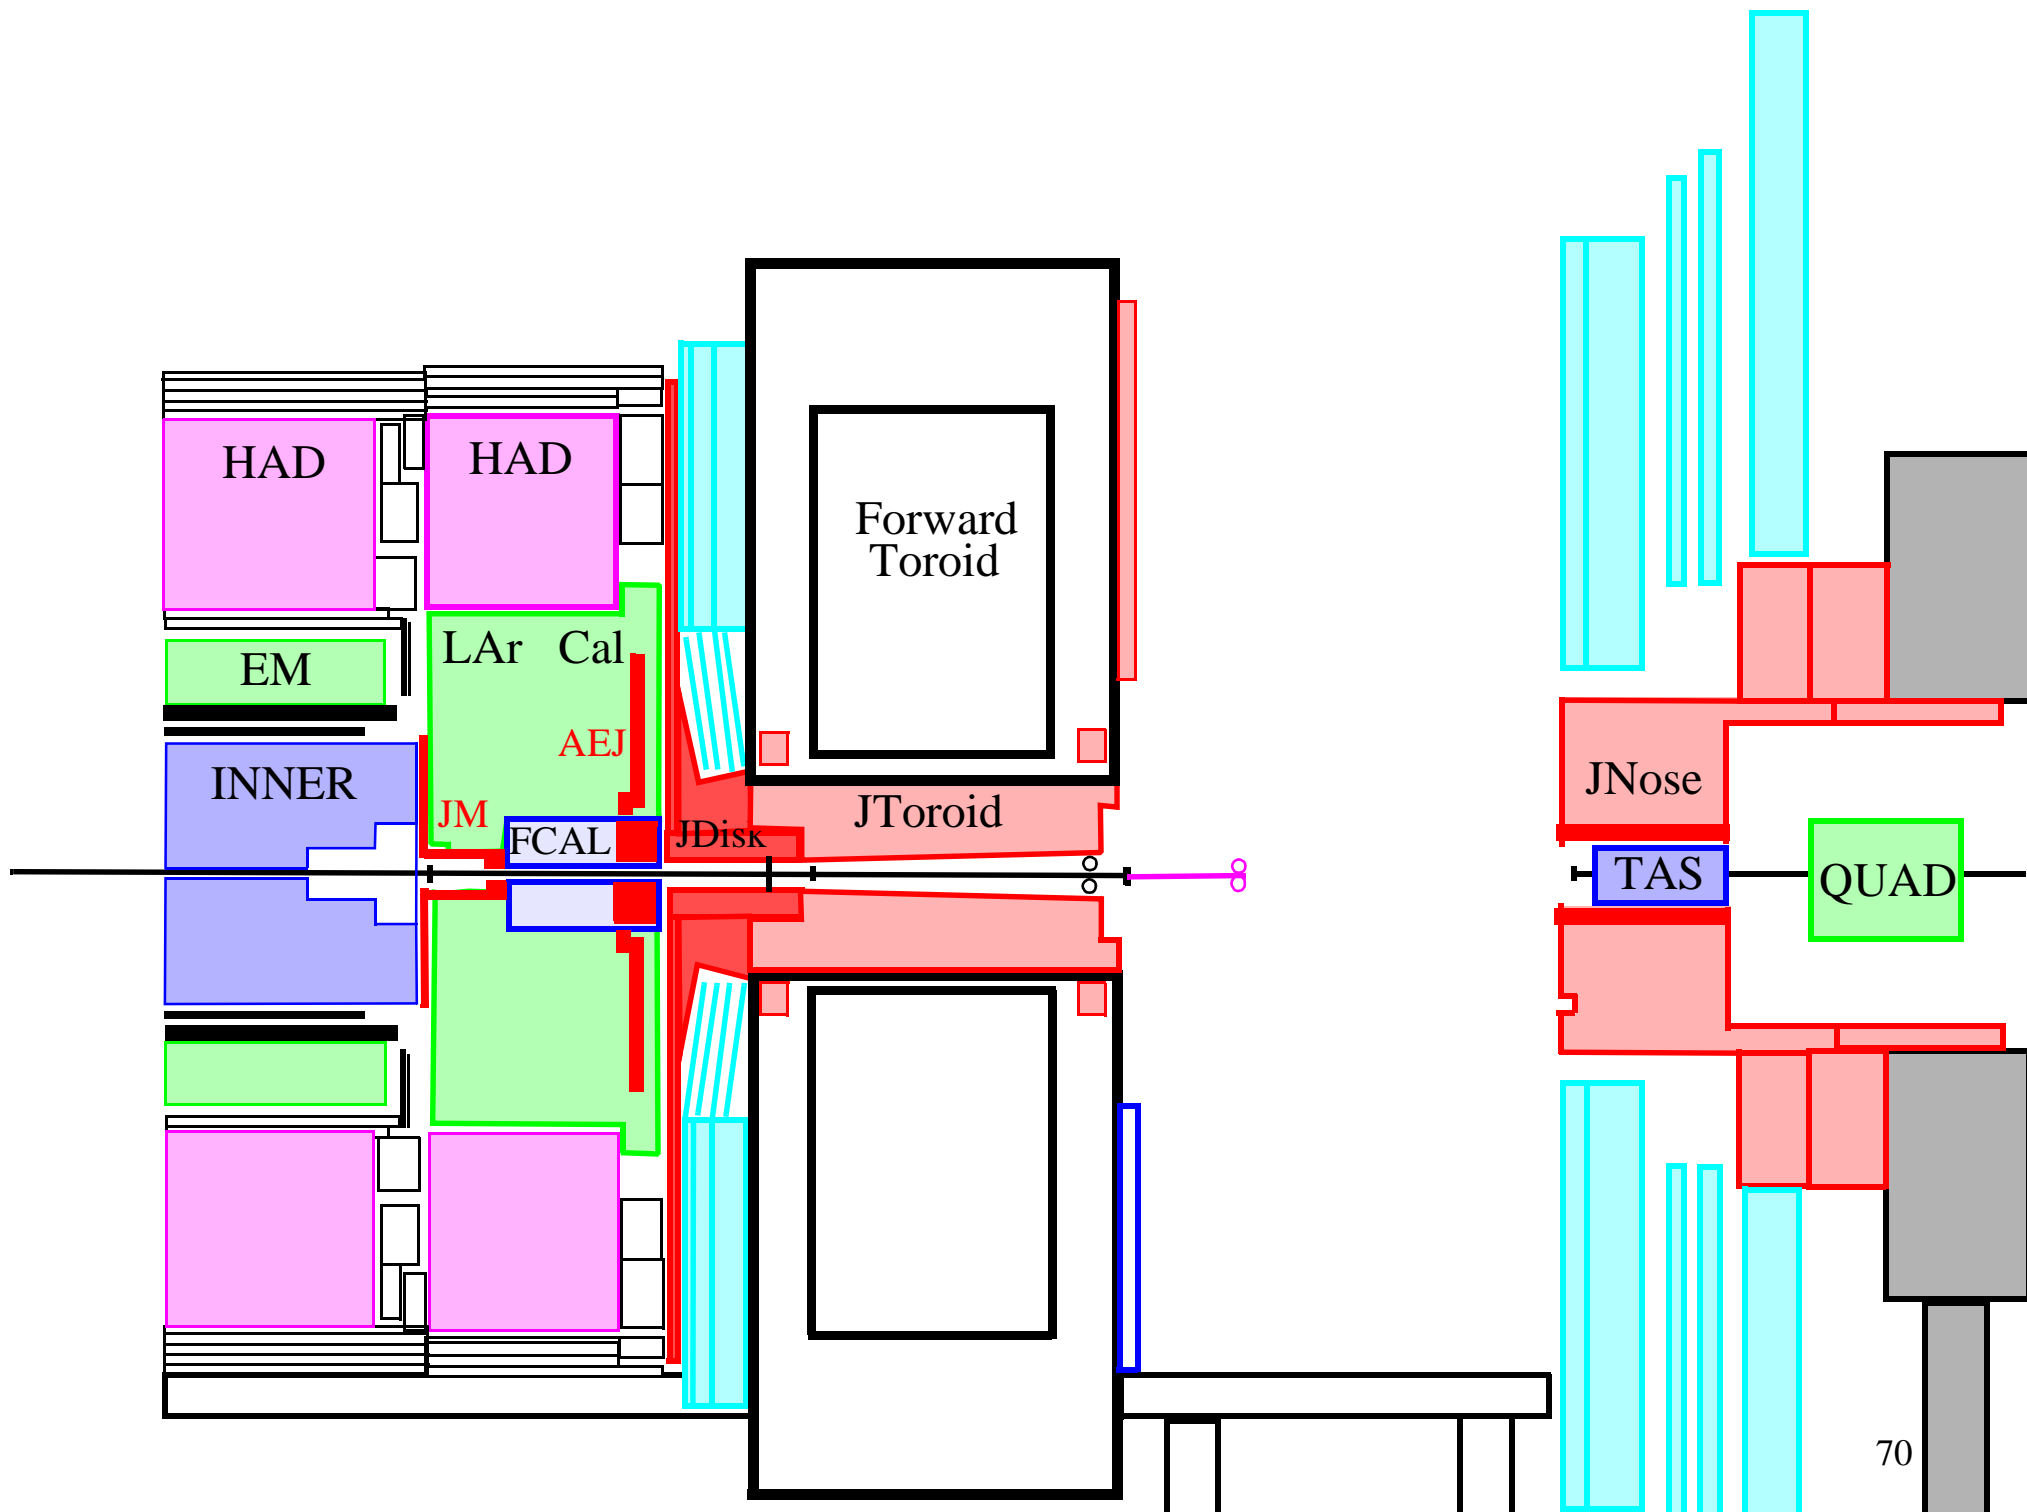 HAD
HAD
Forward
Toroid
LAr Cal
EM
AEJ
INNER
JNose
JM
JToroid
FCAL
JDisk
TAS
QUAD
70